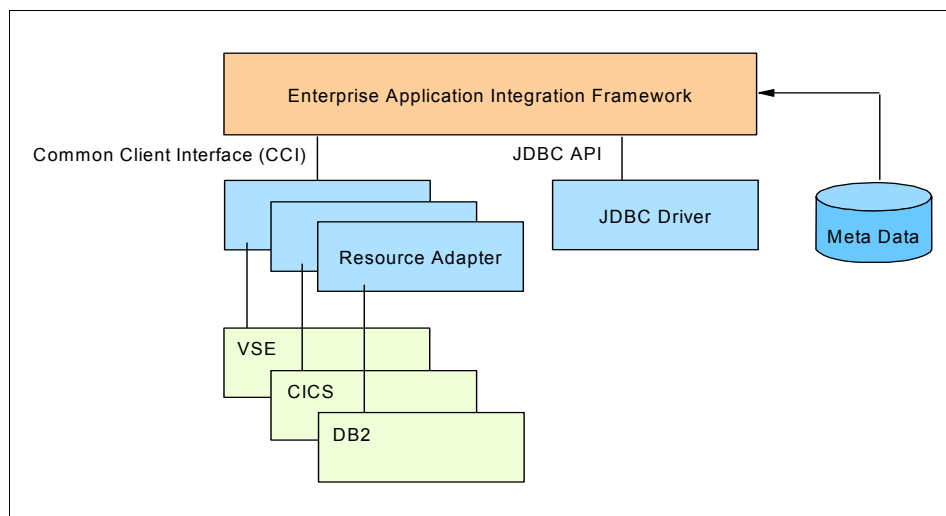 Enterprise Application Integration Framework
Common Client Interface (CCI)
JDBC API
JDBC Driver
Meta Data
Resource Adapter
VSE
CICS
DB2